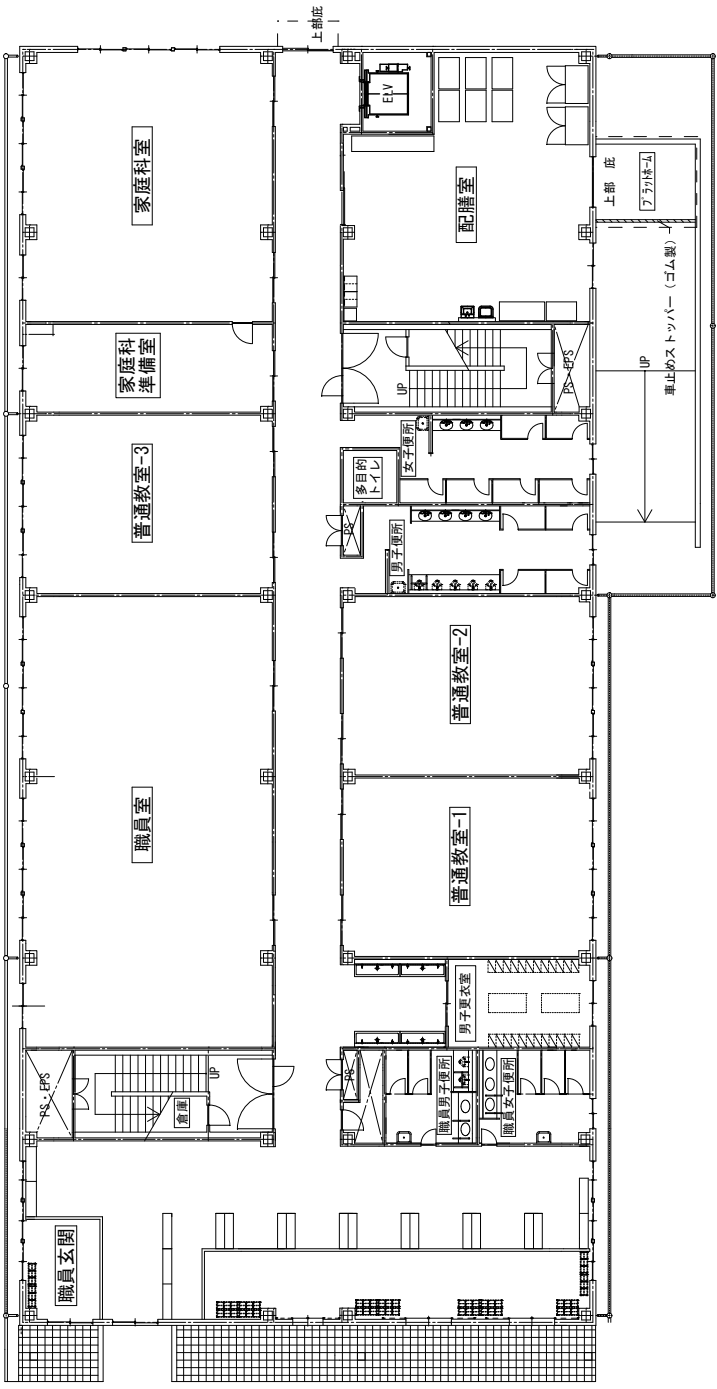 上部庇
ELV
家庭科室
配膳室
上部　庇
プラットホーム
車止めストッパー（ゴム製）
UP
家庭科
準備室
UP
PS・EPS
女子便所
多目的
トイレ
普通教室-3
PS
男子便所
普通教室-2
職員室
普通教室-1
男子更衣室
PS・EPS
UP
倉庫
PS
職員男子便所
職員女子便所
職員玄関